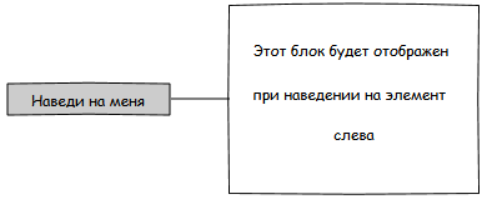 Наведи на меня
Этот блок будет отображен
при наведении на элемент
слева